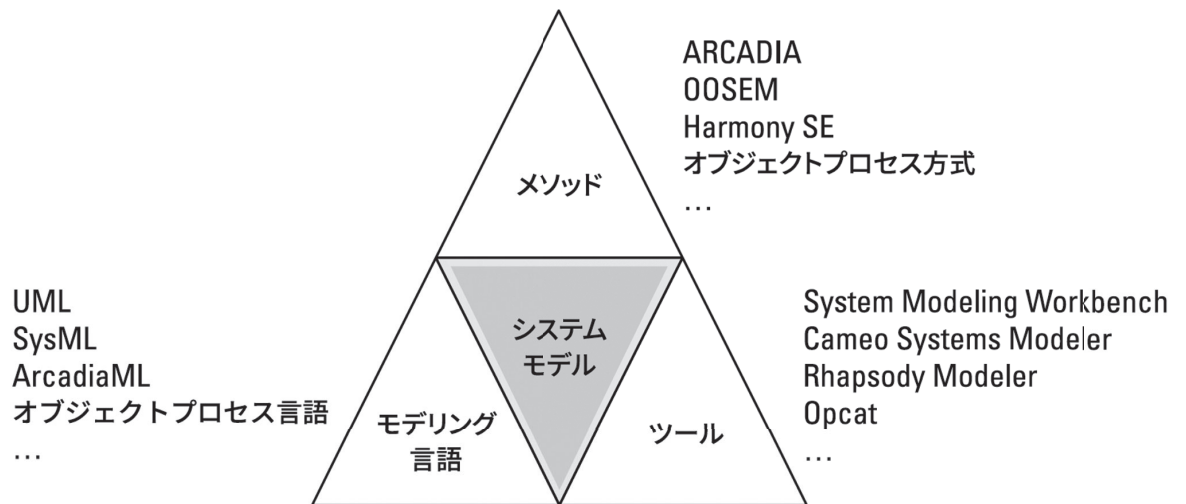 ARCADIA
OOSEM
Harmony SE
オブジェクトプロセス方式
…
メソッド
UML
SysML
ArcadiaML
オブジェクトプロセス言語
…
システム
モデル
System Modeling Workbench
Cameo Systems Modeler
Rhapsody Modeler
Opcat
…
モデリング
言語
ツール